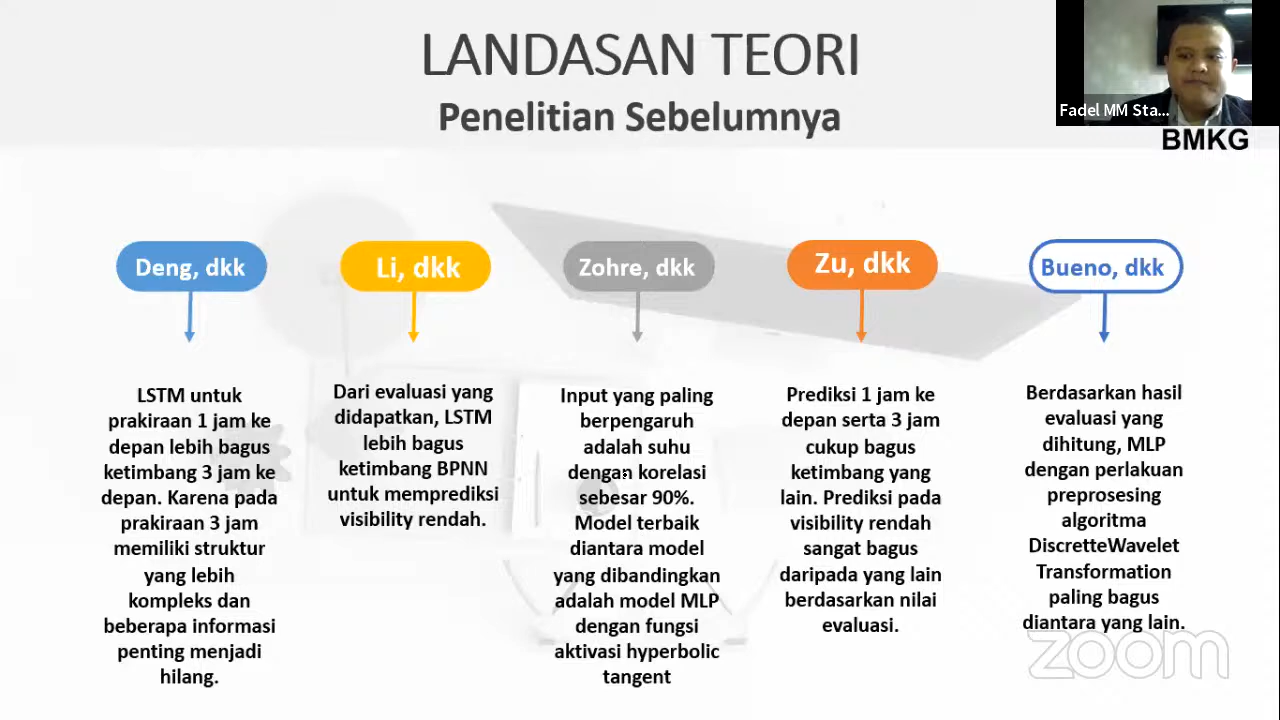 LANDASAN TEORI
Penelitian Sebelumnya
Fadel MM Sta...
BMKG
Deng, dkk
LSTM untuk
prakiraan 1 jam ke
depan lebih bagus
ketimbang 3 jam ke
depan. Karena pada
prakiraan 3 jam
memiliki struktur
yang lebih
kompleks dan
beberapa informasi
penting menjadi
hilang.
Li, dkk
Dari evaluasi yang
didapatkan, LSTM
lebih bagus
ketimbang BPNN
untuk memprediksi
visibility rendah.
Zohre, dkk
Input yang paling
berpengaruh
adalah suhu
dengan korelasi
sebesar 90%.
Model terbaik
diantara model
yang dibandingkan
adalah model MLP
dengan fungsi
aktivasi hyperbolic
tangent
Zu, dkk
Prediksi 1 jam ke
depan serta 3 jam
cukup bagus
ketimbang yang
lain. Prediksi pada
visibility rendah
sangat bagus
daripada yang lain
berdasarkan nilai
evaluasi.
Bueno, dkk
Berdasarkan hasil
evaluasi yang
dihitung, MLP
dengan perlakuan
preprosesing
algoritma
DiscretteWavelet
Transformation
paling bagus
diantara yang lain.
zoom